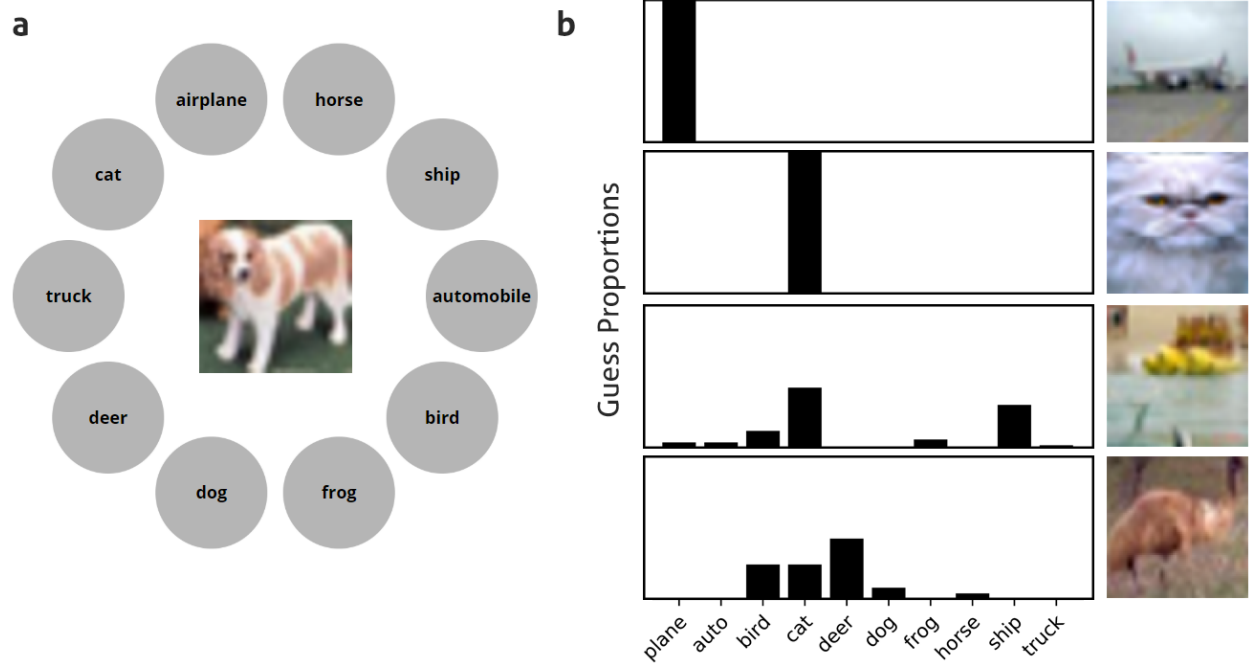 a
airplane
horse
cat
ship
truck
automobile
deer
bird
dog
frog
b
Guess Proportions
plane
auto
bird
cat
deer
dog
frog
horse
ship
truck